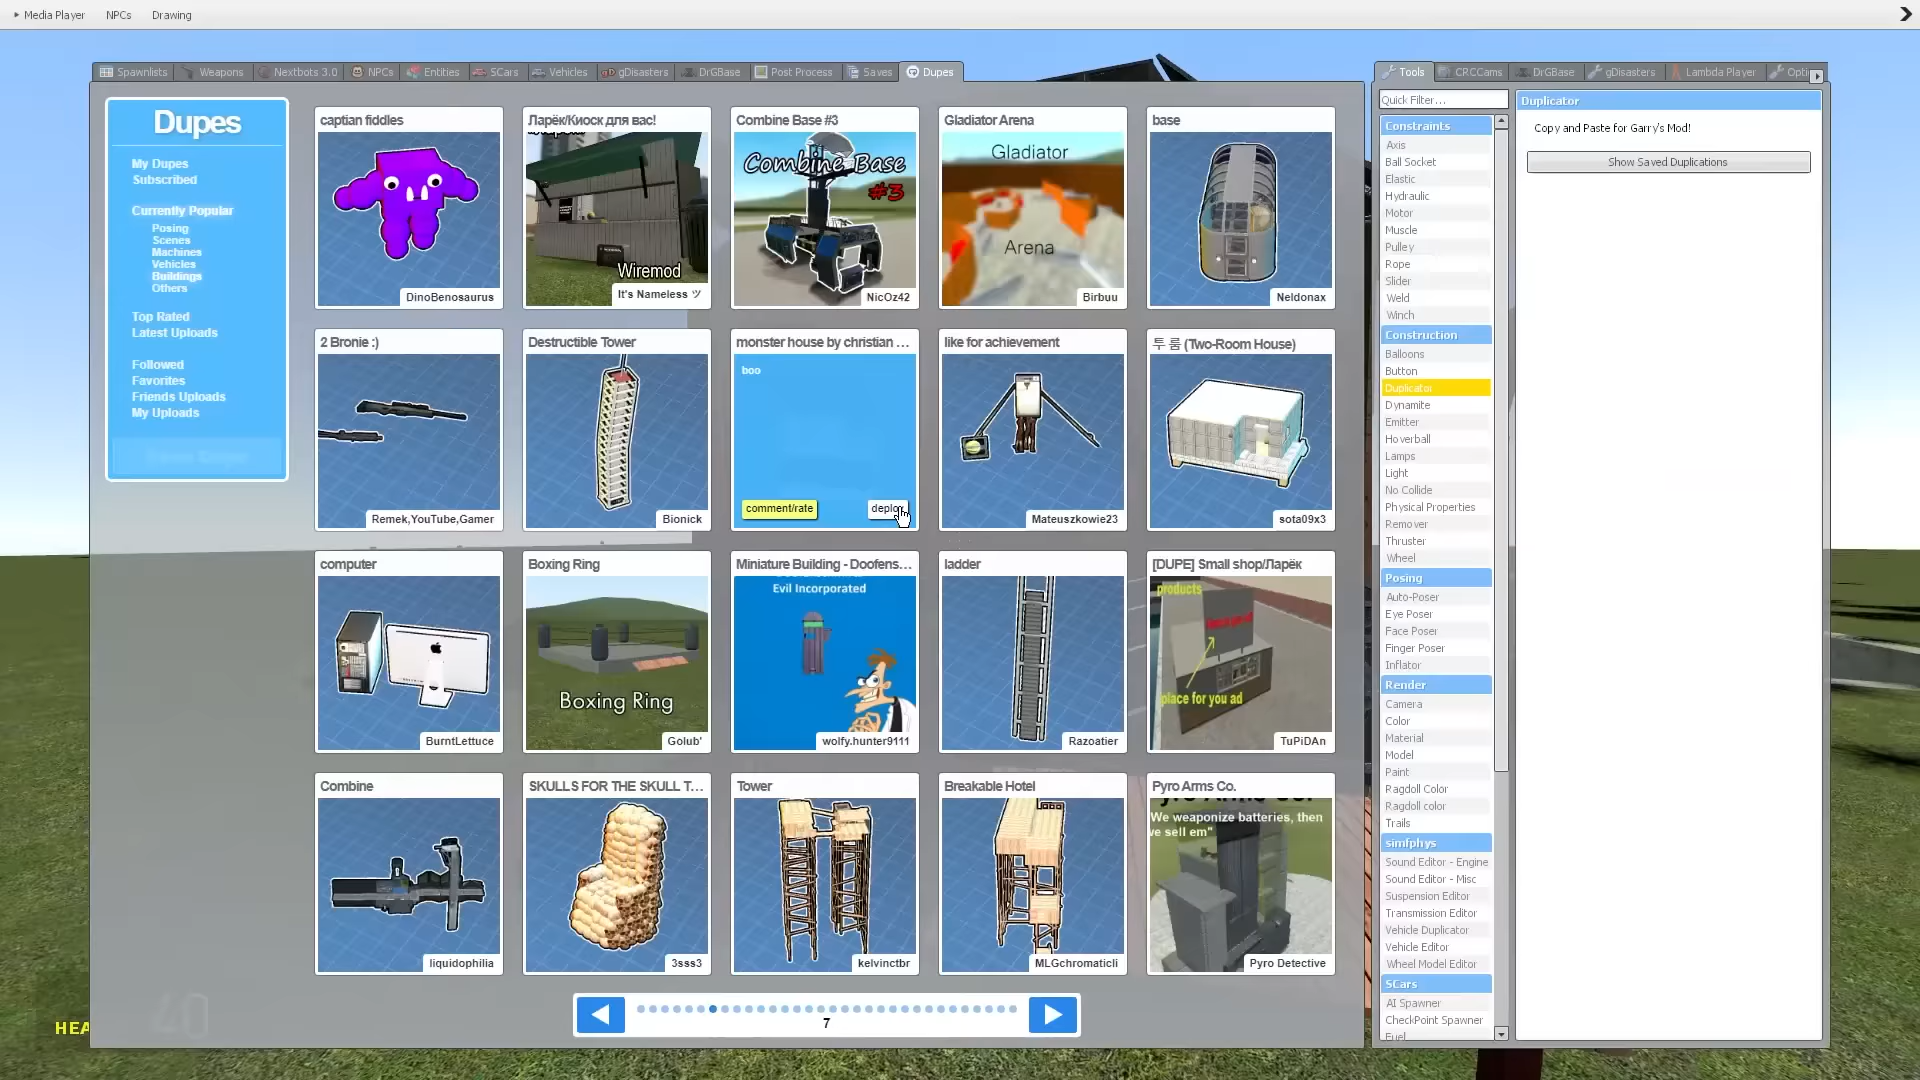 Media Player NPCs Drawing
Spawnlists Weapons Nextbots 3.0 NPCs Entities SCars Vehicles gDisasters DrGBase Post Process Saves Dupes
Dupes
My Dupes
Subscribed
Currently Popular
Posing
Scenes
Machines
Vehicles
Buildings
Others
Top Rated
Latest Uploads
Followed
Favorites
Friends Uploads
My Uploads
captian fiddles
DinoBenosaurus
Ларёк/Киоск для вас!
Wiremod
It's Nameless ツ
Combine Base #3
Combine Base
#3
NicOz42
Gladiator Arena
Gladiator
Arena
Birbuu
base
Neldonax
2 Bronie :)
Remek,YouTube,Gamer
Destructible Tower
Bionick
monster house by christian ...
boo
comment/rate
like for achievement
Mateuszkowie23
투 룸 (Two-Room House)
sota09x3
computer
BurntLettuce
Boxing Ring
Boxing Ring
Golub'
Miniature Building - Doofens...
Evil Incorporated
wolfy.hunter9111
ladder
Razoatier
[DUPE] Small shop/Ларёк
products
place for you ad
TuPiDAn
Combine
liquidophilia
SKULLS FOR THE SKULL T...
3sss3
Tower
kelvinctbr
Breakable Hotel
MLGchromaticli
Pyro Arms Co.
We weaponize batteries, then
we sell em"
Pyro Detective
7
HEA
Tools CRCCams DrGBase gDisasters Lambda Player Opti
Quick Filter...
Constraints
Axis
Ball Socket
Elastic
Hydraulic
Motor
Muscle
Pulley
Rope
Slider
Weld
Winch
Construction
Balloons
Button
Duplicator
Dynamite
Emitter
Hoverball
Lamps
Light
No Collide
Physical Properties
Remover
Thruster
Wheel
Posing
Auto-Poser
Eye Poser
Face Poser
Finger Poser
Inflator
Render
Camera
Color
Material
Model
Paint
Ragdoll Color
Ragdoll color
Trails
simfphys
Sound Editor - Engine
Sound Editor - Misc
Suspension Editor
Transmission Editor
Vehicle Duplicator
Vehicle Editor
Wheel Model Editor
SCars
AI Spawner
CheckPoint Spawner
Fuel
Duplicator
Copy and Paste for Garry's Mod!
Show Saved Duplications